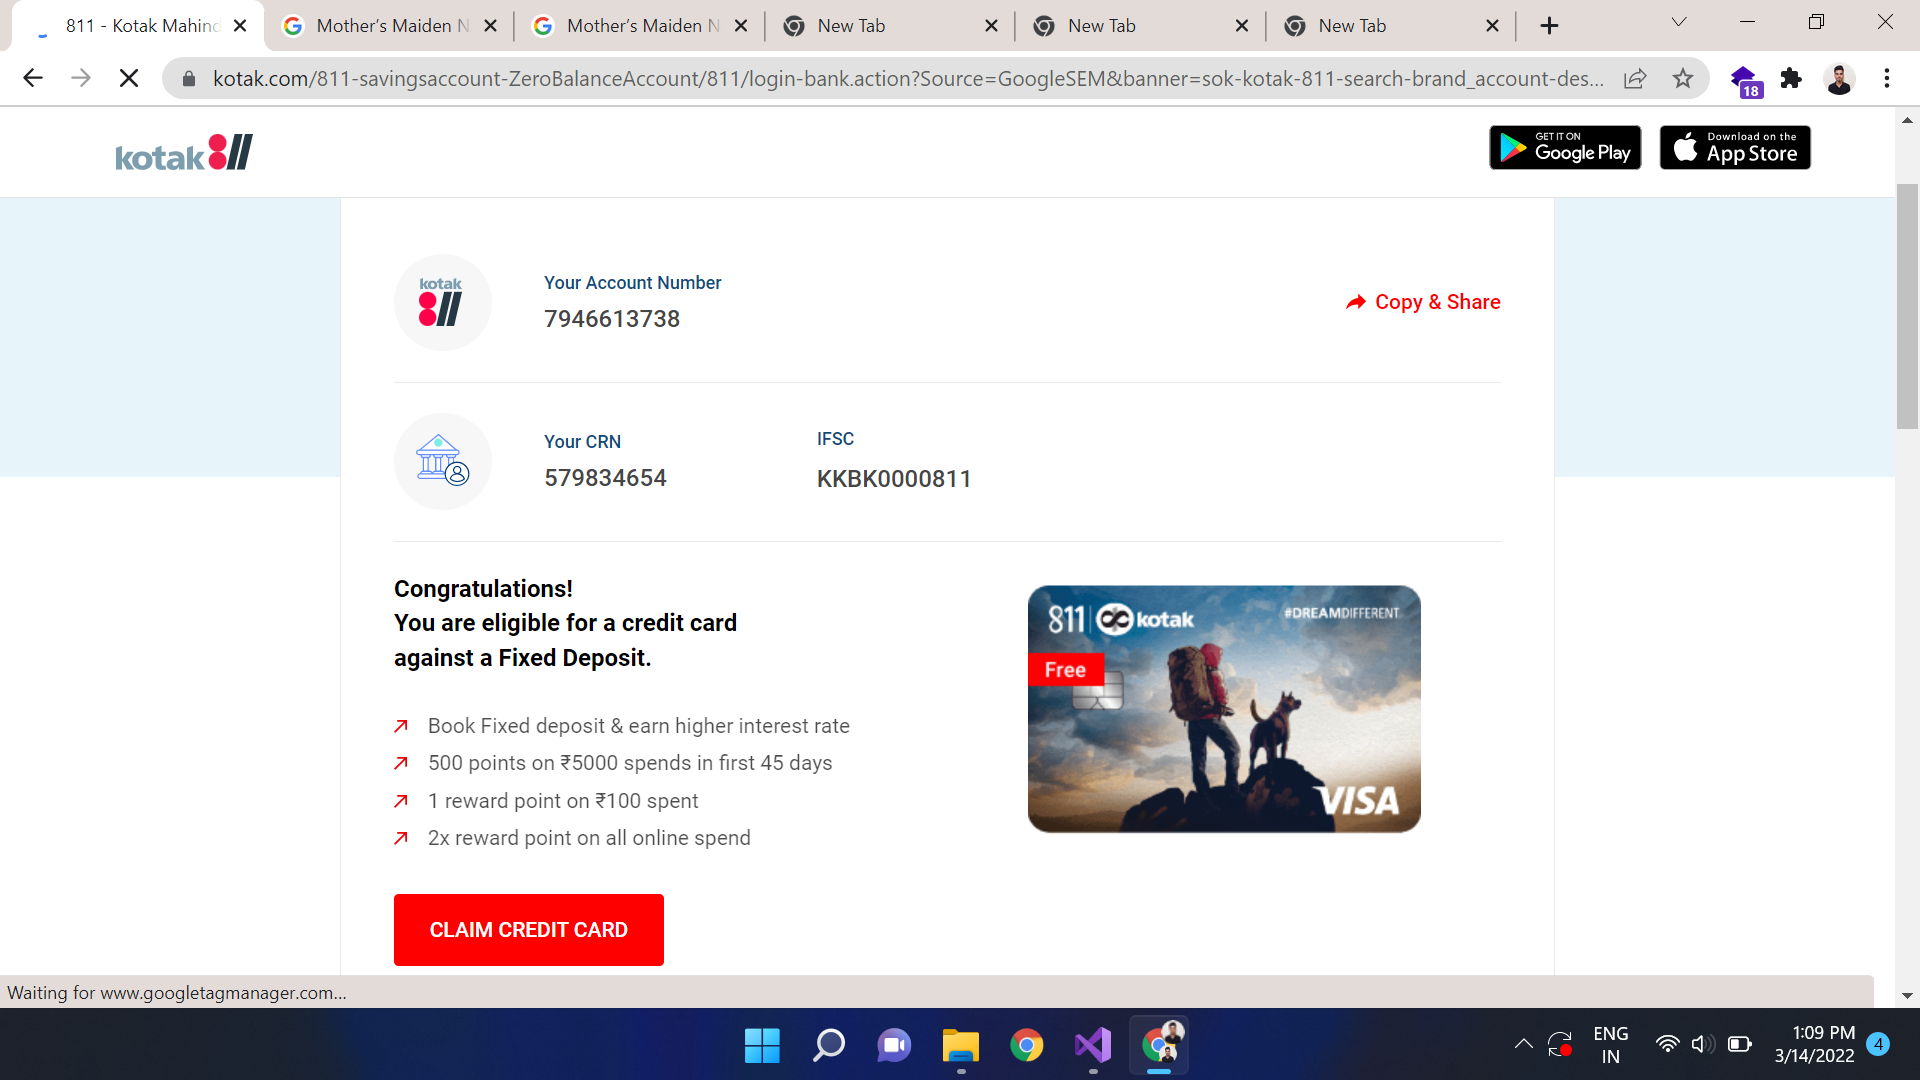 811 - Kotak Mahind
Mother's Maiden N
Mother's Maiden N
New Tab
New Tab
New Tab
kotak.com/811-savingsaccount-ZeroBalanceAccount/811/login-bank.action?Source=GoogleSEM&banner=sok-kotak-811-search-brand_account-des...
18
kotak 811
GET IT ON
Google Play
Download on the
App Store
kotak
811
Your Account Number
7946613738
Copy & Share
Your CRN
579834654
IFSC
KKBK0000811
Congratulations!
You are eligible for a credit card
against a Fixed Deposit.
Book Fixed deposit & earn higher interest rate
500 points on ₹5000 spends in first 45 days
1 reward point on ₹100 spent
2x reward point on all online spend
811 kotak
#DREAMDIFFERENT
Free
VISA
CLAIM CREDIT CARD
Waiting for www.googletagmanager.com...
ENG
IN
1:09 PM
3/14/2022
4